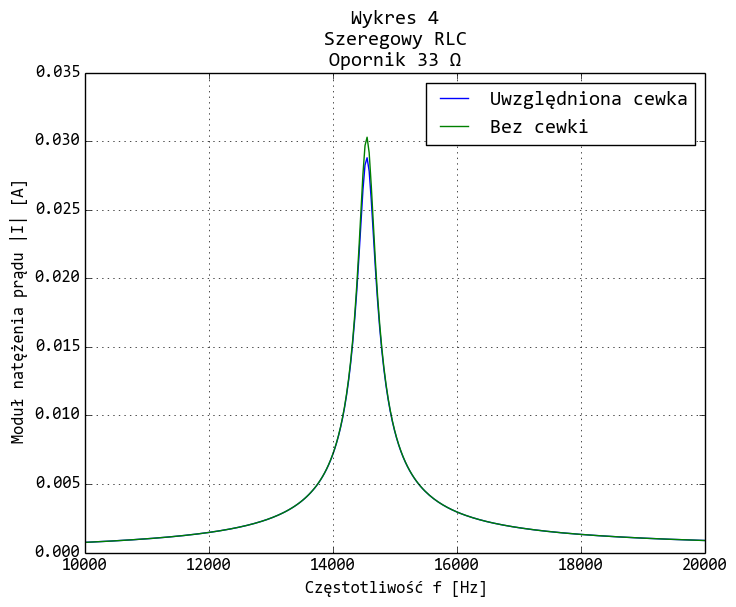 Wykres 4
Szeregowy RLC
Opornik 33 Ω
Uwzględniona cewka
Bez cewki
Moduł natężenia prądu |I| [A]
0.035
0.030
0.025
0.020
0.015
0.010
0.005
0.000
10000 12000 14000 16000 18000 20000
Częstotliwość f [Hz]